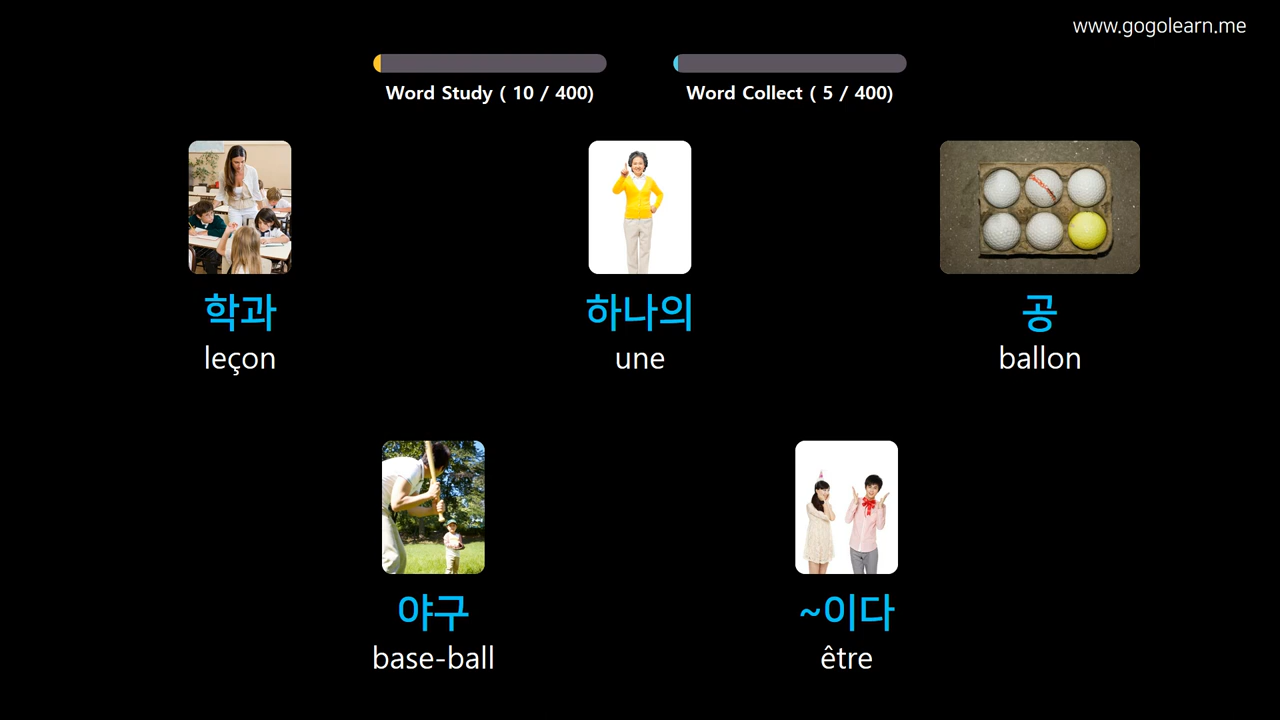 www.gogolearn.me
Word Study ( 10 / 400)
Word Collect ( 5 / 400)
학과
leçon
하나의
une
공
ballon
야구
base-ball
~이다
être